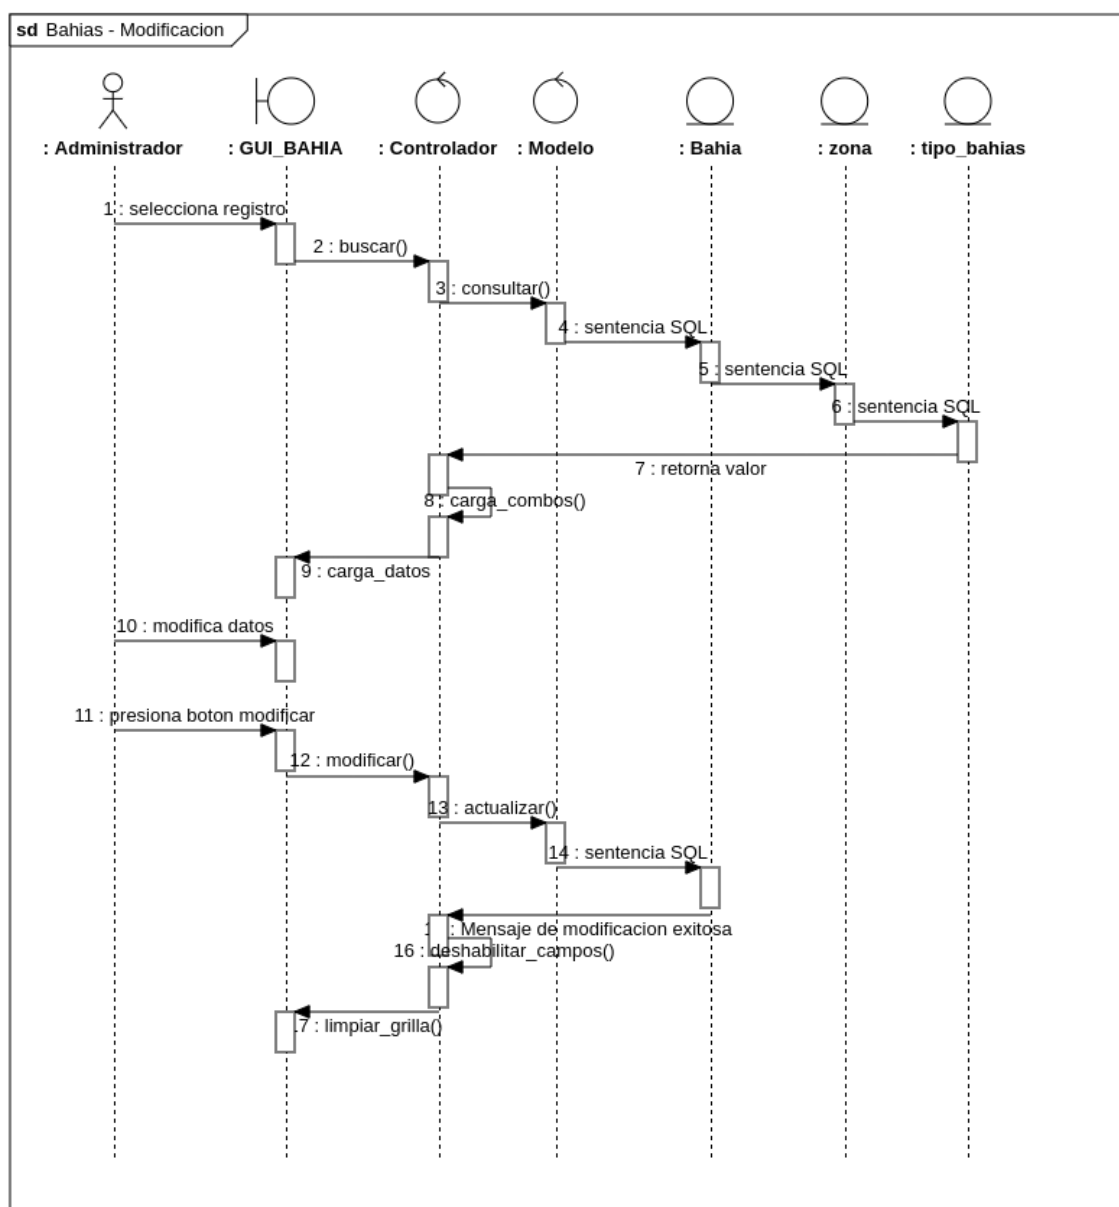 sd Bahias - Modificacion
: Administrador
: GUI_BAHIA
: Controlador
: Modelo
: Bahia
: zona
: tipo_bahias
1 : selecciona registro
2 : buscar()
3 : consultar()
4 : sentencia SQL
5 : sentencia SQL
6 : sentencia SQL
7 : retorna valor
8 : carga_combos()
9 : carga_datos
10 : modifica datos
11 : presiona boton modificar
12 : modificar()
13 : actualizar()
14 : sentencia SQL
: Mensaje de modificacion exitosa
16 : deshabilitar_campos()
7 : limpiar_grilla()